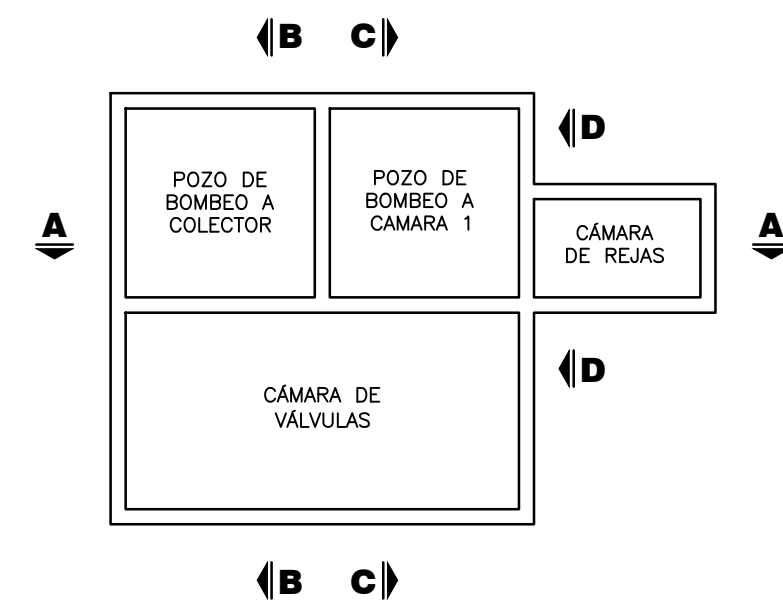 B C
D
POZO DE
BOMBEO A
COLECTOR
POZO DE
BOMBEO A
CAMARA 1
A
A
CÁMARA
DE REJAS
D
CÁMARA DE
VÁLVULAS
B C